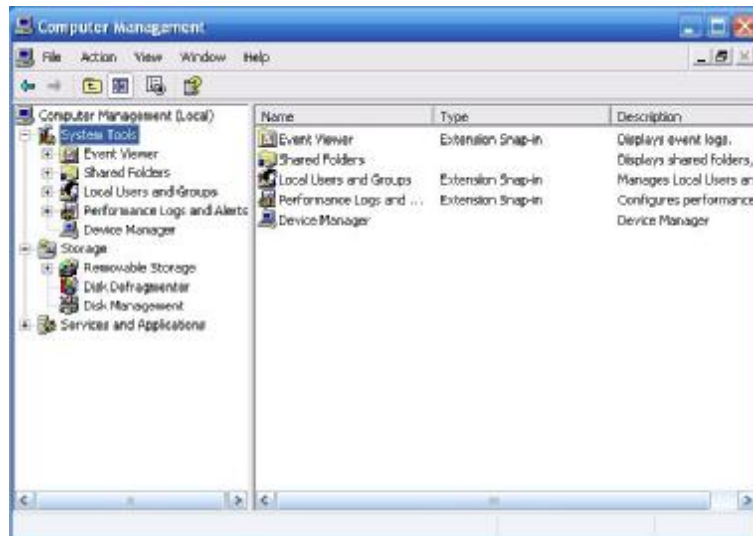 Computer Management
File Action View Window Help
Computer Management (Local)
System Tools
Event Viewer
Shared Folders
Local Users and Groups
Performance Logs and Alerts
Device Manager
Storage
Removable Storage
Disk Defragmenter
Disk Management
Services and Applications
Name Type Description
Event Viewer Extension Snap-in Displays event logs.
Shared Folders Displays shared folders,
Local Users and Groups Extension Snap-in Manages Local Users an
Performance Logs and ... Extension Snap-in Configures performance
Device Manager Device Manager